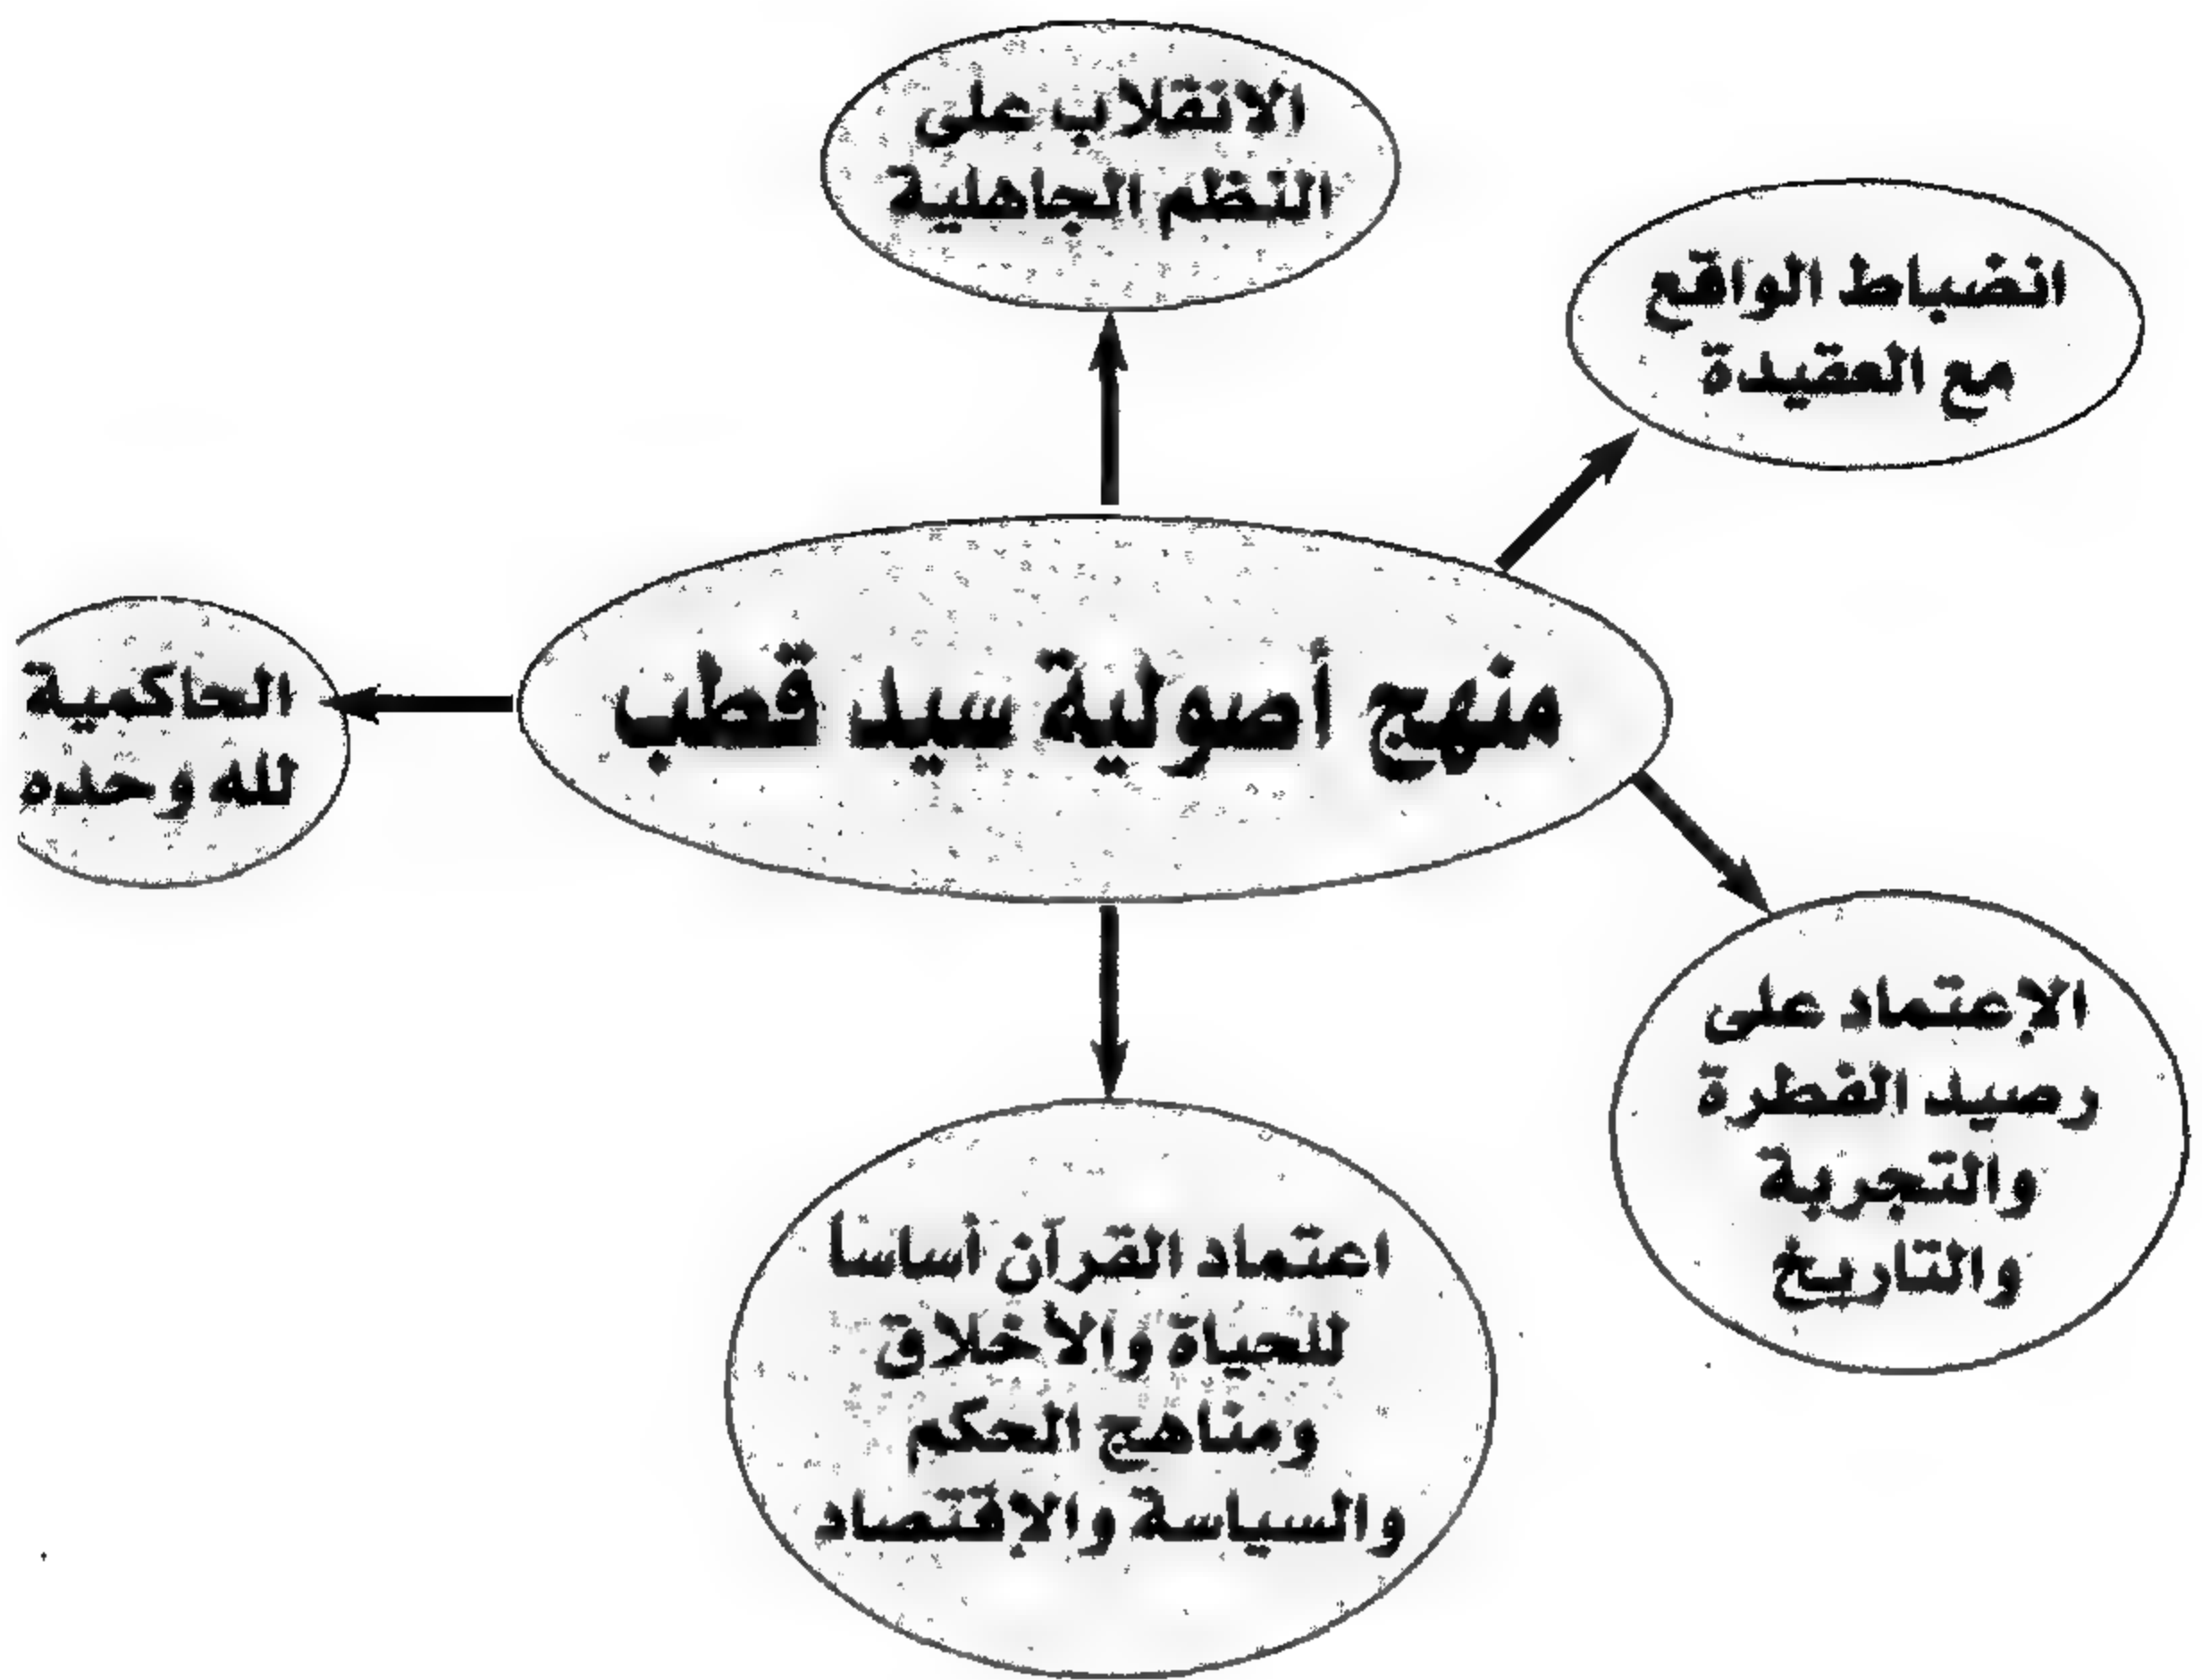 الانقلاب على
النظم الجاهلية
انضباط الواقع
مع العقيدة
منهج أصولية سيد قطب
الحاكمية
لله وحده
الإعتماد على
رصيد الفطرة
والتجربة
والتاريخ
اعتماد القرآن أساساً
للحياة والأخلاق
ومناهج الحكم
والسياسة والإقتصاد